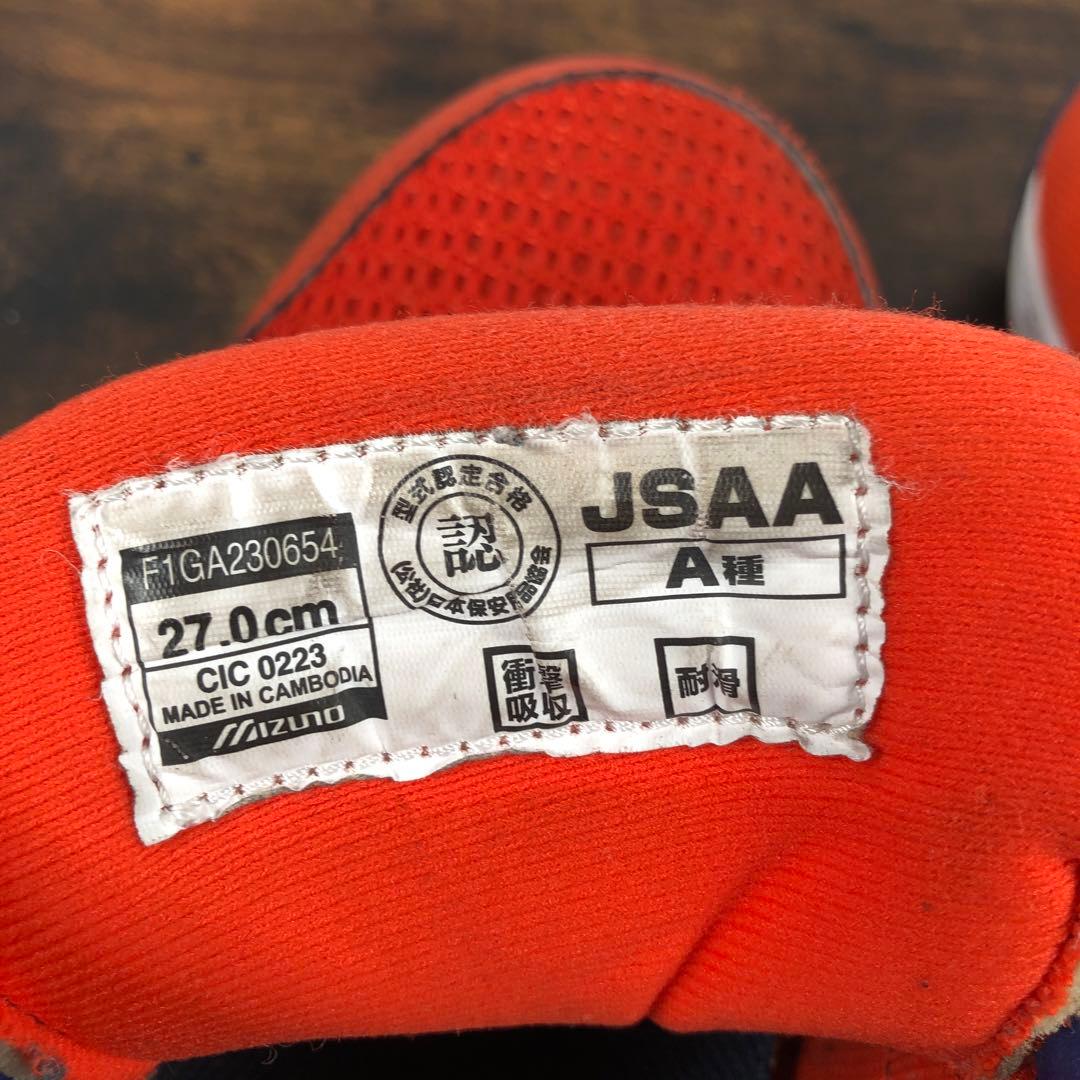 F1GA230654
27.0cm
CIC 0223
MADE IN CAMBODIA
MIZUNO
型式認定合格
認
(公社)日本保安用品協会
JSAA
A種
衝撃
吸収
耐滑